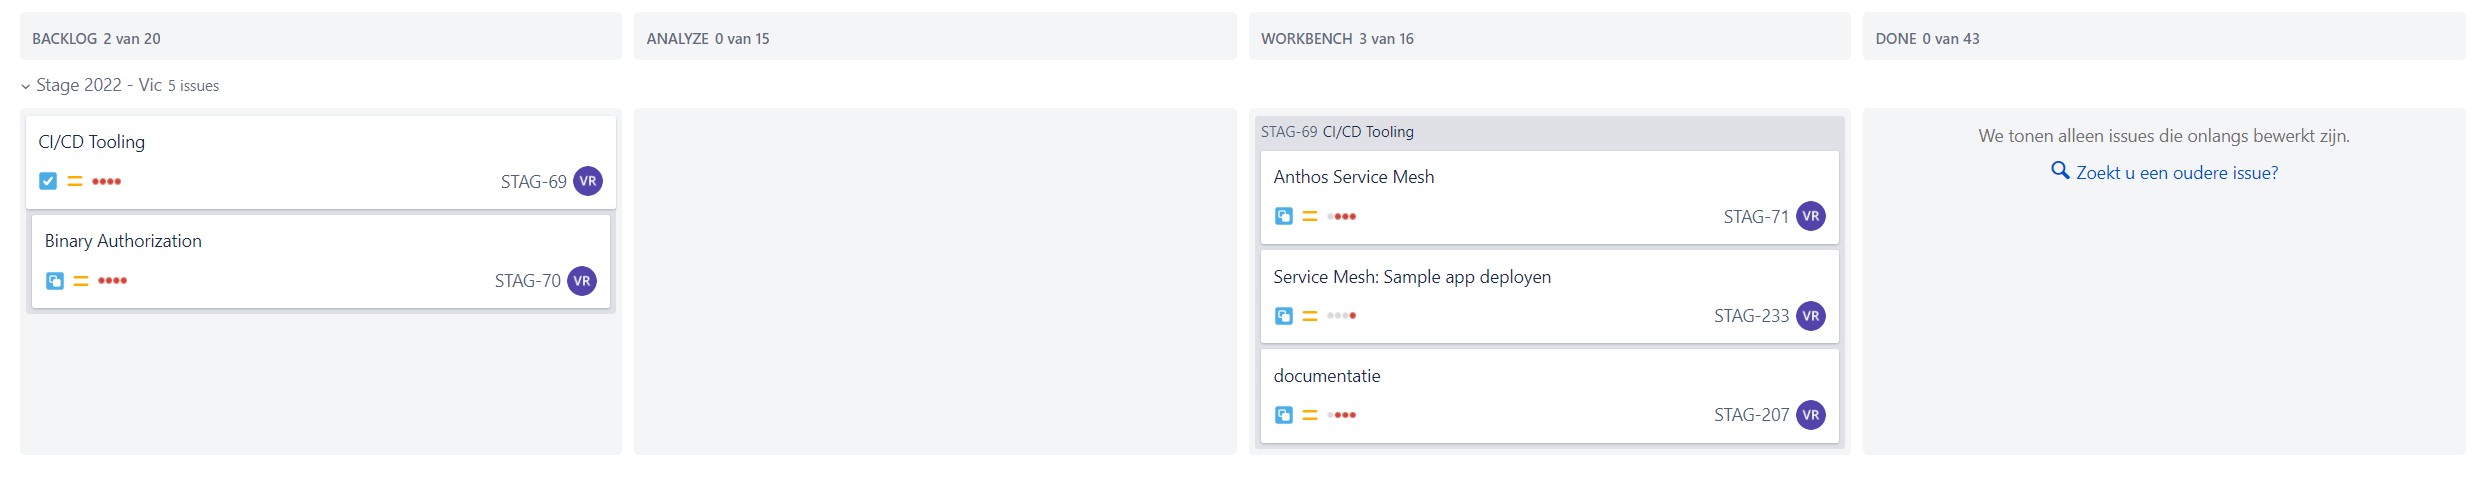 BACKLOG 2 van 20
ANALYZE 0 van 15
WORKBENCH 3 van 16
DONE 0 van 43
Stage 2022 - Vic 5 issues
CI/CD Tooling
STAG-69 VR
Binary Authorization
STAG-70 VR
STAG-69 CI/CD Tooling
Anthos Service Mesh
STAG-71 VR
Service Mesh: Sample app deployen
STAG-233 VR
documentatie
STAG-207 VR
We tonen alleen issues die onlangs bewerkt zijn.
Zoekt u een oudere issue?